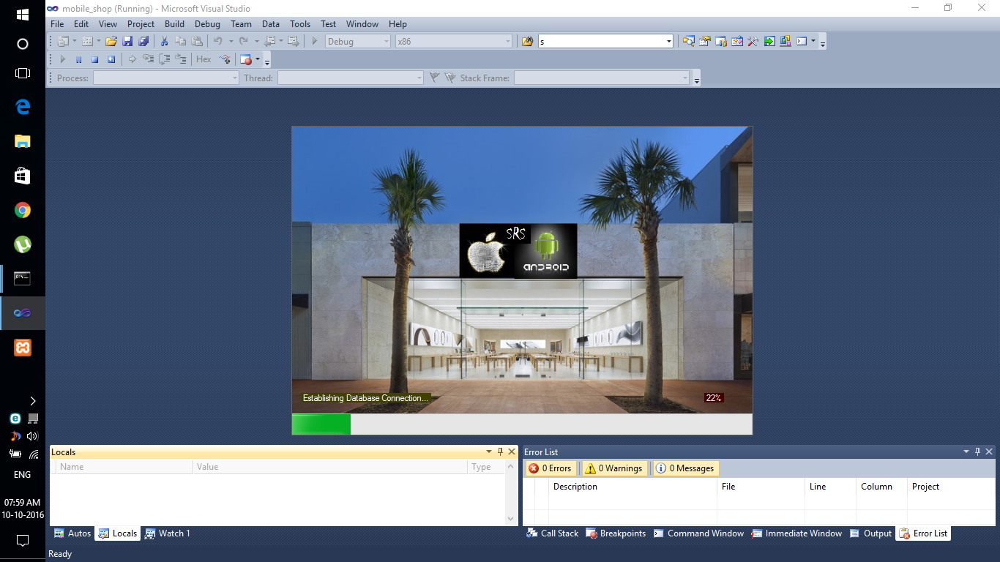 mobile_shop (Running) - Microsoft Visual Studio
File Edit View Project Build Debug Team Data Tools Test Window Help
Debug x86 s
Hex
Process: Thread: Stack Frame:
SRS
ANDROID
Establishing Database Connection... 22%
Locals
Name Value Type
Autos Locals Watch 1
Error List
0 Errors 0 Warnings 0 Messages
Description File Line Column Project
Call Stack Breakpoints Command Window Immediate Window Output Error List
Ready
ENG
07:59 AM
10-10-2016